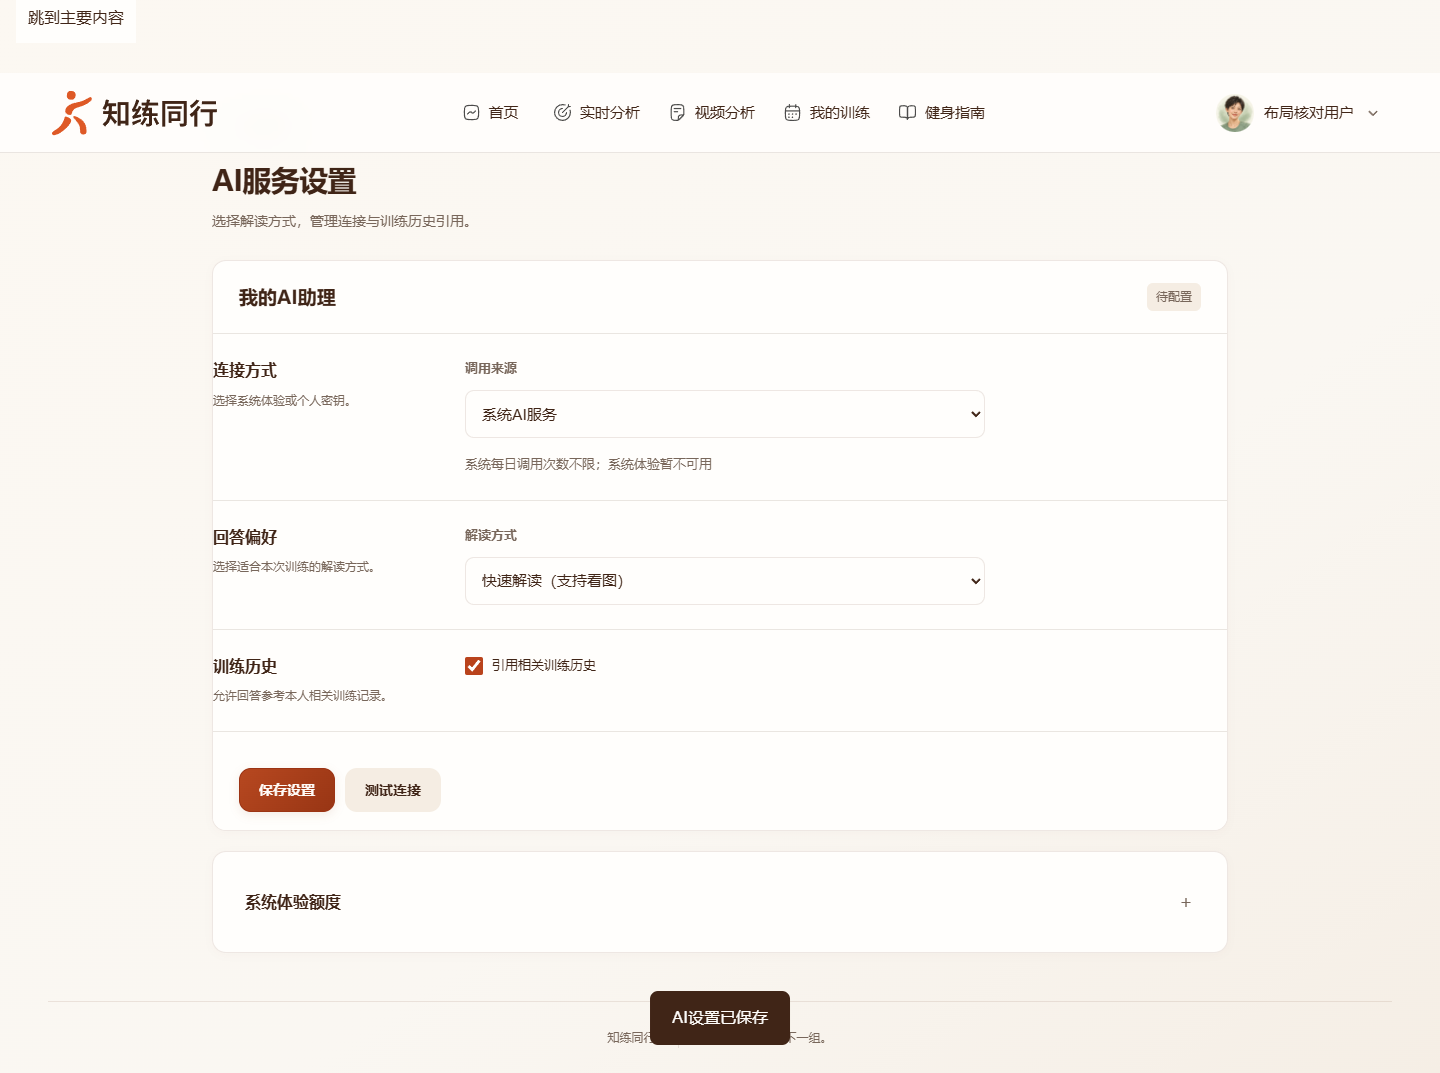 跳到主要内容
知练同行
首页
实时分析
视频分析
我的训练
健身指南
布局核对用户
AI服务设置
选择解读方式，管理连接与训练历史引用。
我的AI助理
待配置
连接方式
选择系统体验或个人密钥。
调用来源
系统AI服务
系统每日调用次数不限；系统体验暂不可用
回答偏好
选择适合本次训练的解读方式。
解读方式
快速解读（支持看图）
训练历史
允许回答参考本人相关训练记录。
引用相关训练历史
保存设置
测试连接
系统体验额度
+
AI设置已保存
知练同行
不一组。